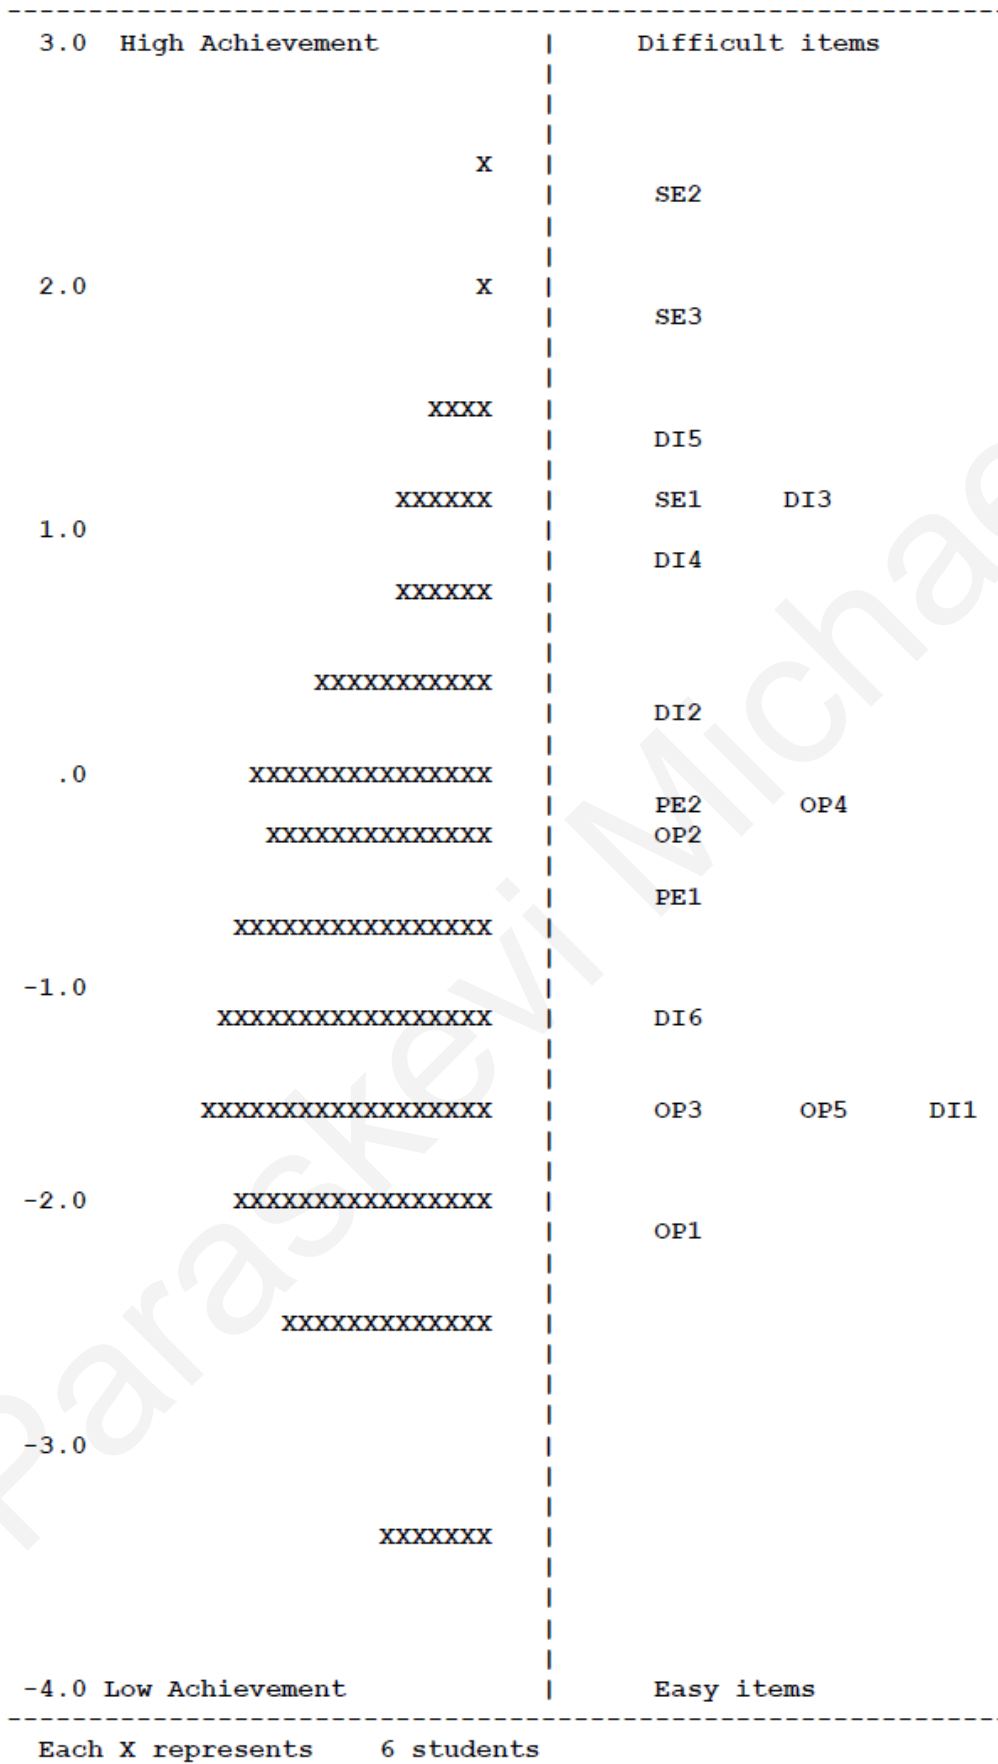 3.0 High Achievement | Difficult items
|
|
|
X |
| SE2
|
|
2.0 X |
| SE3
|
|
XXXX |
| DI5
|
XXXXXX | SE1 DI3
1.0 |
| DI4
XXXXXX |
|
|
XXXXXXXXXXX |
| DI2
|
.0 XXXXXXXXXXXXXXX |
| PE2 OP4
XXXXXXXXXXXXXX | OP2
|
| PE1
XXXXXXXXXXXXXXXX |
|
-1.0 |
XXXXXXXXXXXXXXXXX | DI6
|
|
XXXXXXXXXXXXXXXXXX | OP3 OP5 DI1
|
|
-2.0 XXXXXXXXXXXXXXXX |
| OP1
|
|
XXXXXXXXXXXXX |
|
|
|
-3.0 |
|
|
XXXXXXX |
|
|
|
|
-4.0 Low Achievement | Easy items
Each X represents 6 students
Paraskevi Michae